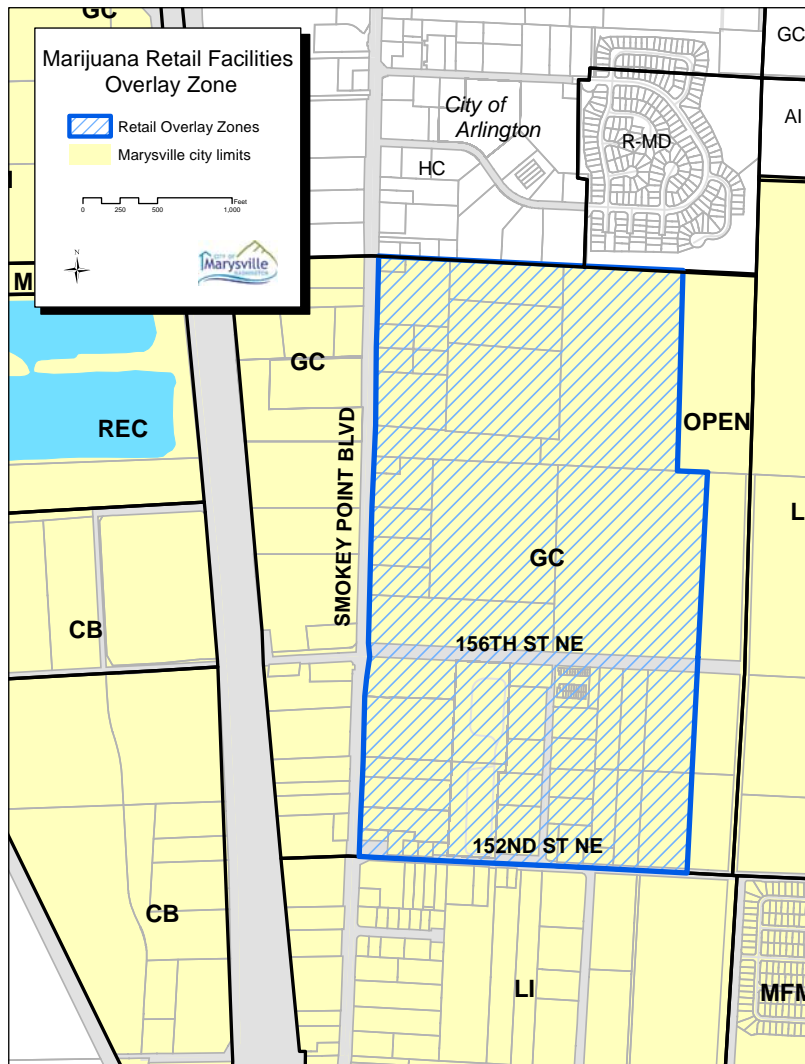 GC
GC
Marijuana Retail Facilities
Overlay Zone
Retail Overlay Zones
Marysville city limits
Feet
0 250 500 1,000
N
CITY OF
Marysville
WASHINGTON
City of
Arlington
HC
R-MD
AI
M
GC
REC
OPEN
L
SMOKEY POINT BLVD
GC
CB
156TH ST NE
152ND ST NE
CB
LI
MFM